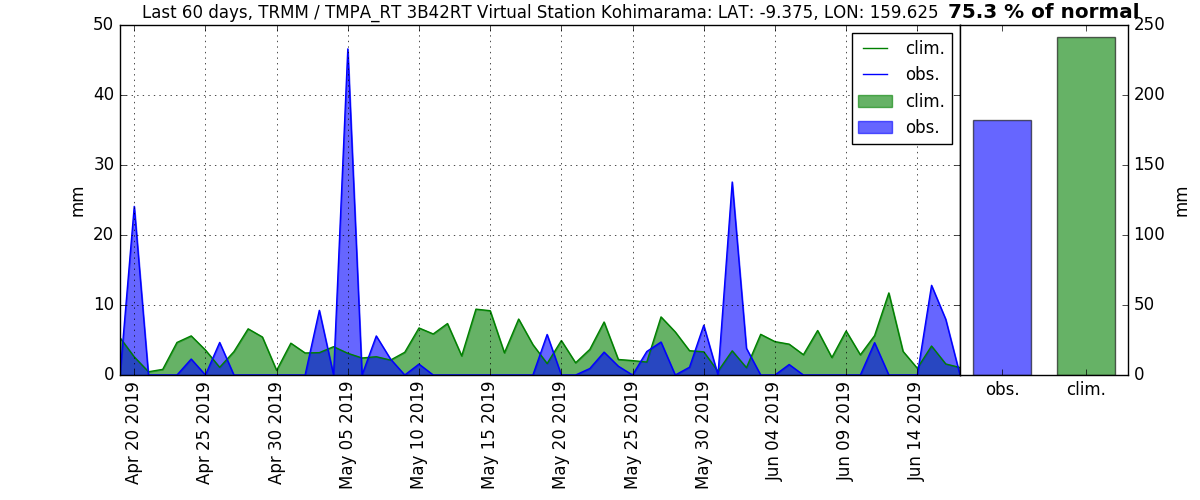 Last 60 days, TRMM / TMPA_RT 3B42RT Virtual Station Kohimarama: LAT: -9.375, LON: 159.625
75.3 % of normal
50
40
30
20
10
0
mm
clim.
obs.
clim.
obs.
250
200
150
100
50
0
mm
Apr 20 2019
Apr 25 2019
Apr 30 2019
May 05 2019
May 10 2019
May 15 2019
May 20 2019
May 25 2019
May 30 2019
Jun 04 2019
Jun 09 2019
Jun 14 2019
obs.
clim.